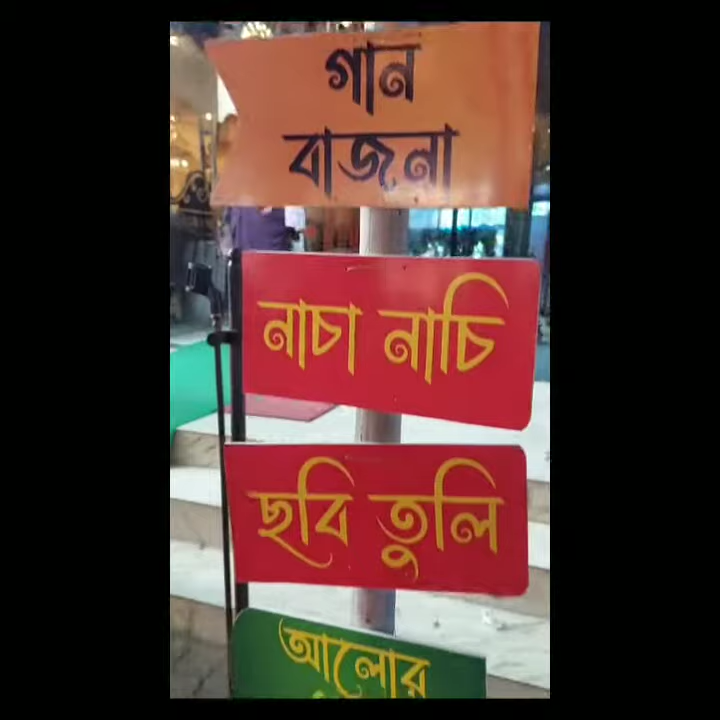 গান
বাজনা
নাচা নাচি
ছবি তুলি
আলোর